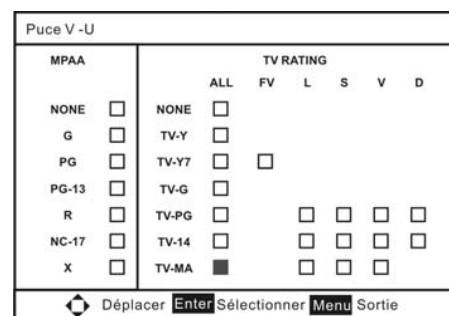 Puce V -U
MPAA TV RATING
ALL FV L S V D
NONE NONE
G TV-Y
PG TV-Y7
PG-13 TV-G
R TV-PG
NC-17 TV-14
X TV-MA
Déplacer Enter Sélectionner Menu Sortie